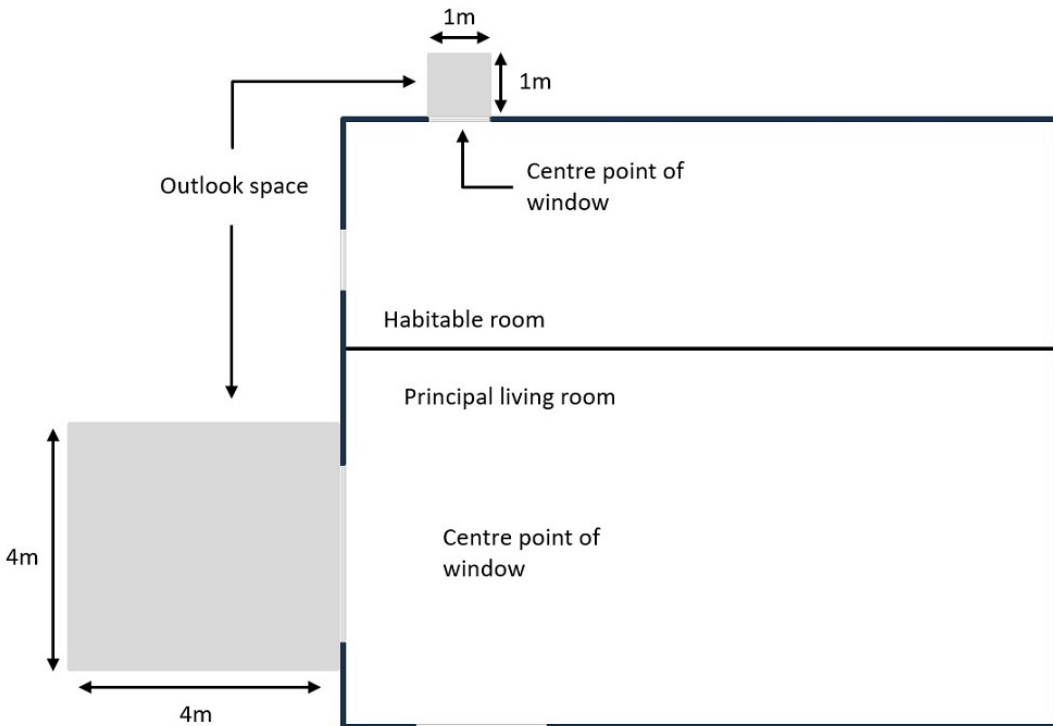 1m
1m
Centre point of
window
Outlook space
Habitable room
Principal living room
Centre point of
window
4m
4m